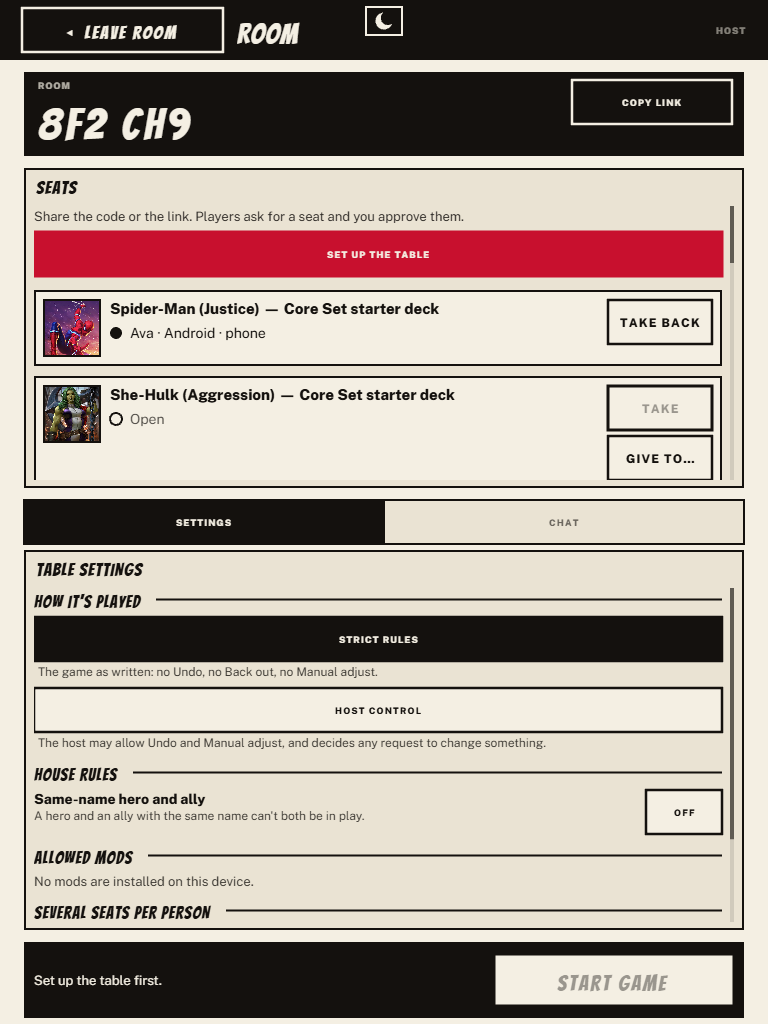 ◂ LEAVE ROOM
ROOM
HOST
ROOM
8F2 CH9
COPY LINK
SEATS
Share the code or the link. Players ask for a seat and you approve them.
SET UP THE TABLE
Spider-Man (Justice) — Core Set starter deck
Ava · Android · phone
TAKE BACK
She-Hulk (Aggression) — Core Set starter deck
Open
TAKE
GIVE TO...
SETTINGS
CHAT
TABLE SETTINGS
HOW IT'S PLAYED
STRICT RULES
The game as written: no Undo, no Back out, no Manual adjust.
HOST CONTROL
The host may allow Undo and Manual adjust, and decides any request to change something.
HOUSE RULES
Same-name hero and ally
A hero and an ally with the same name can't both be in play.
OFF
ALLOWED MODS
No mods are installed on this device.
SEVERAL SEATS PER PERSON
Set up the table first.
START GAME